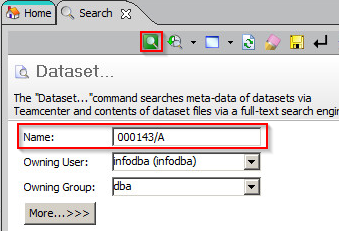 Home Search
Dataset...
The "Dataset..."command searches meta-data of datasets via
Teamcenter and contents of dataset files via a full-text search engin
Name: 000143/A
Owning User: infodba (infodba)
Owning Group: dba
More...>>>